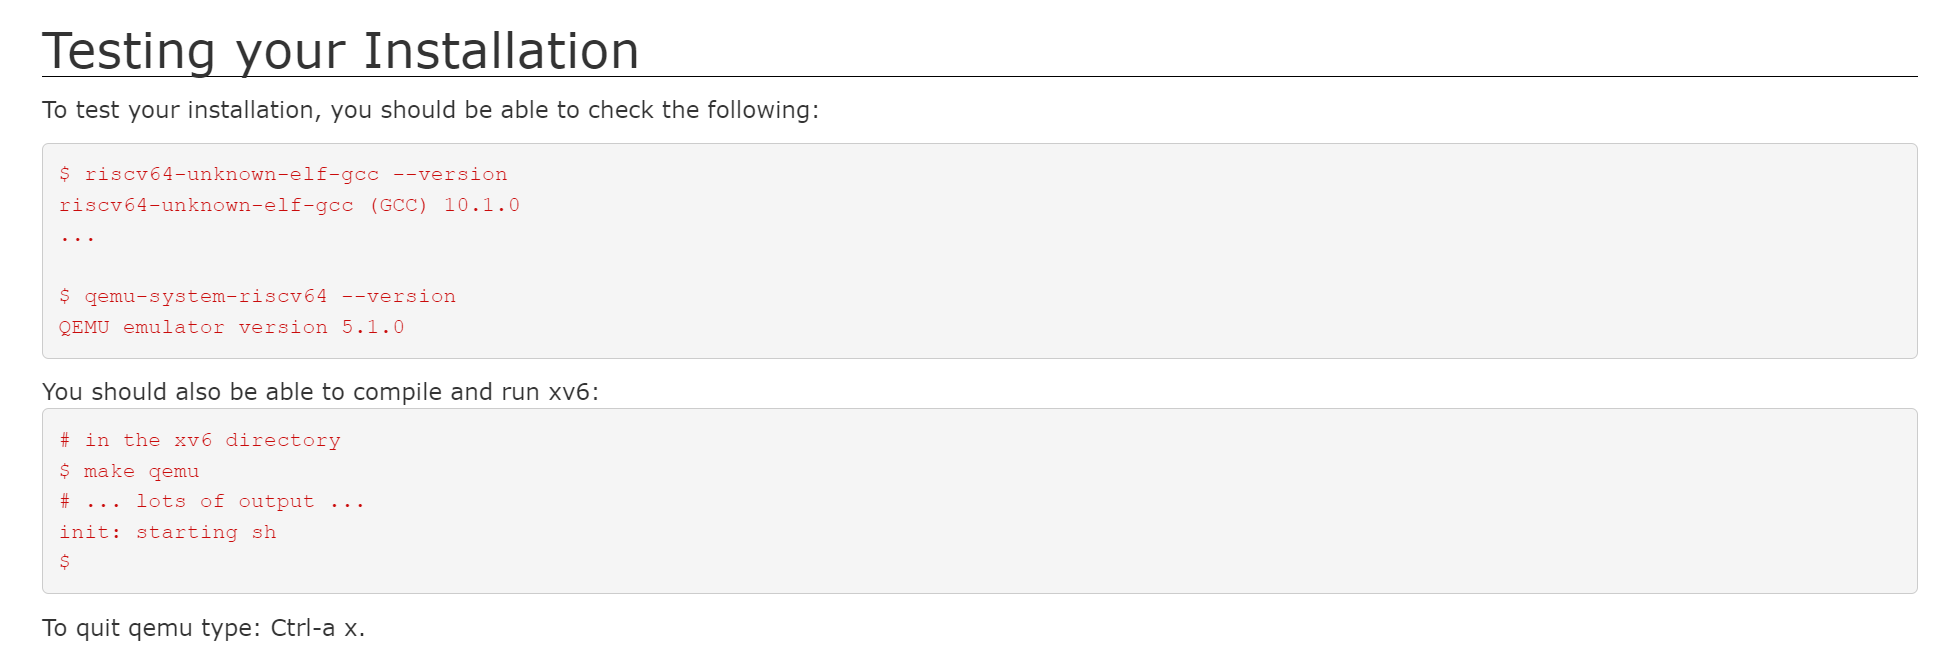 Testing your Installation
To test your installation, you should be able to check the following:
$ riscv64-unknown-elf-gcc --version
riscv64-unknown-elf-gcc (GCC) 10.1.0
...
$ qemu-system-riscv64 --version
QEMU emulator version 5.1.0
You should also be able to compile and run xv6:
# in the xv6 directory
$ make qemu
# ... lots of output ...
init: starting sh
$
To quit qemu type: Ctrl-a x.